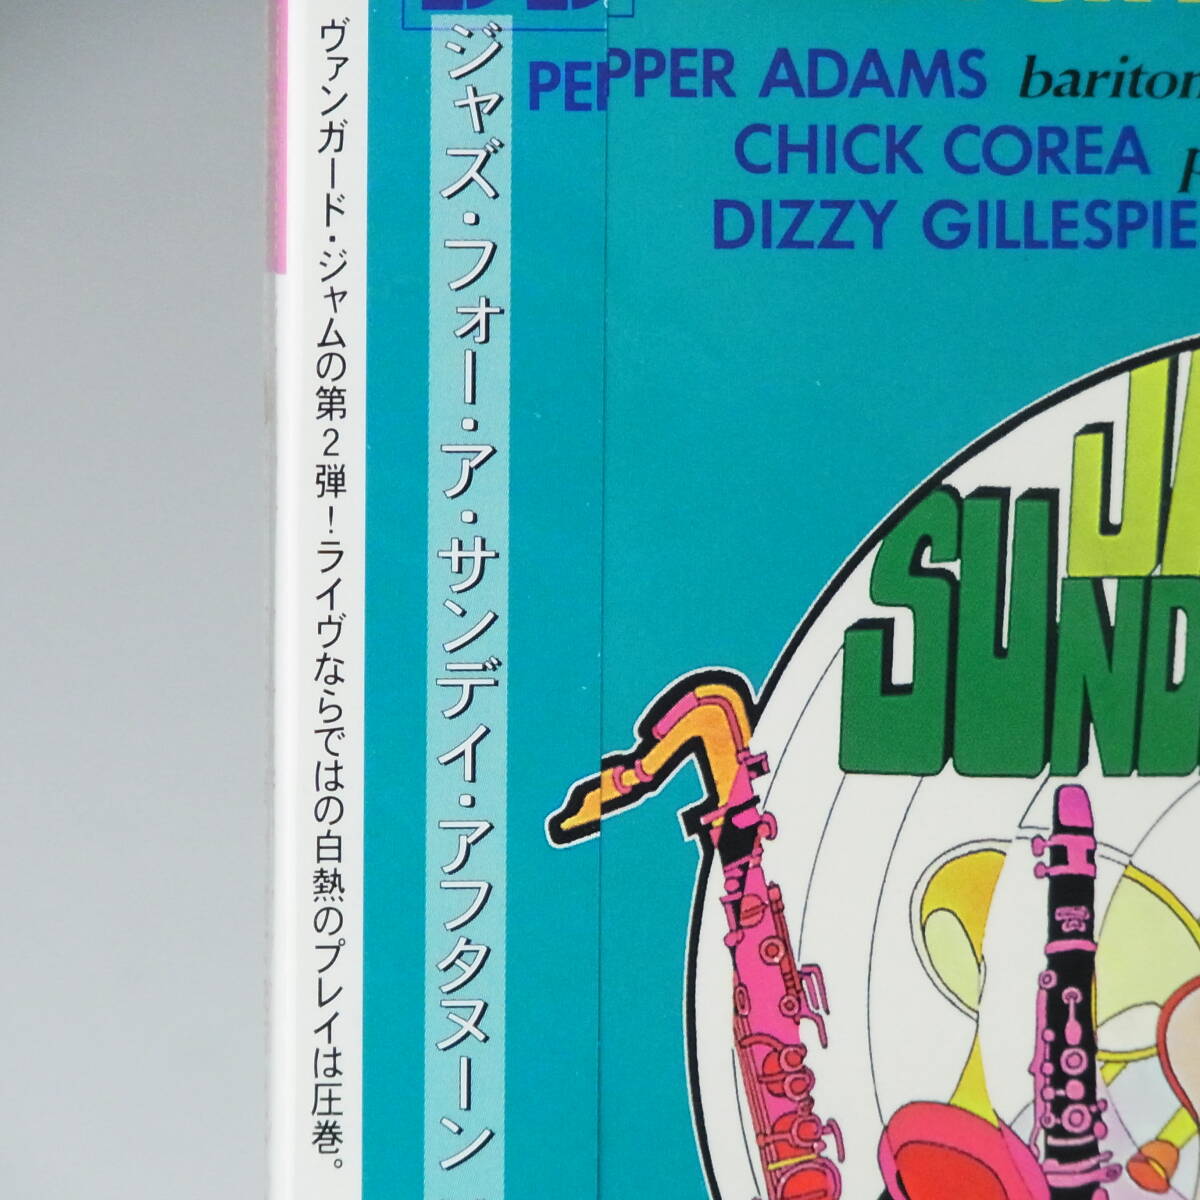 ヴァンガード・ジャムの第2弾！ライヴならではの白熱のプレイは圧巻。
ジャズ・フォー・ア・サンデイ・アフタヌーン
PEPPER ADAMS bariton
CHICK COREA p
DIZZY GILLESPIE
JA
SUND